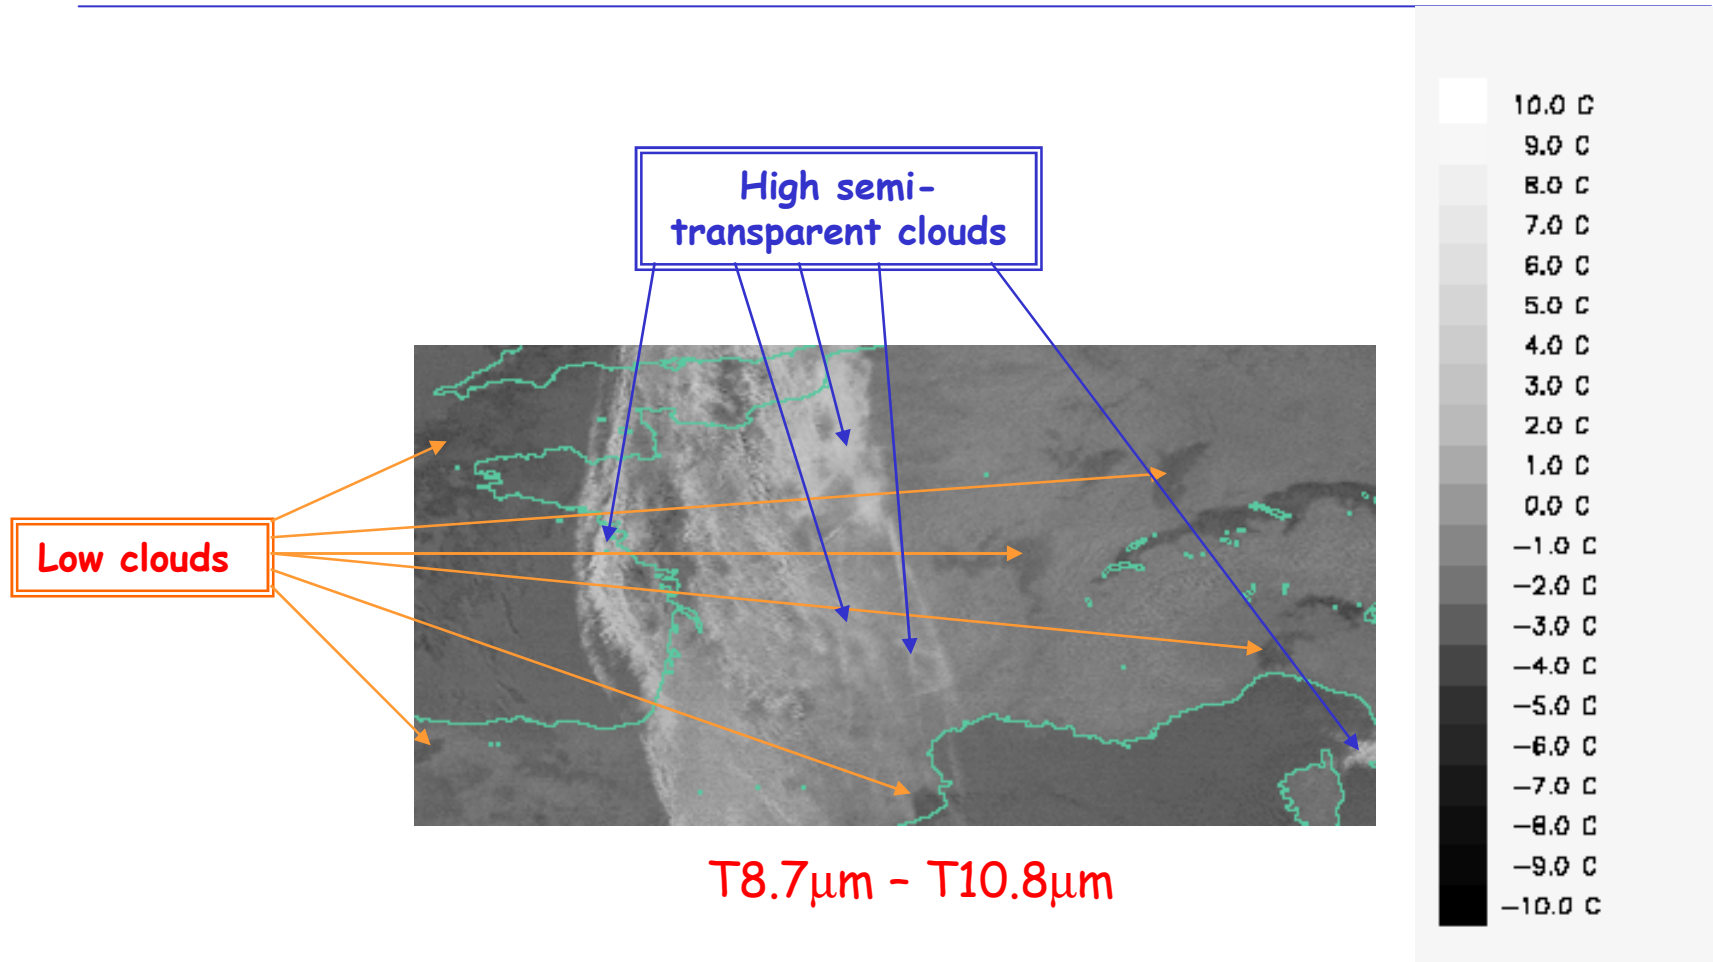 High semi-
transparent clouds
Low clouds
T8.7μm - T10.8μm
10.0 C
9.0 C
8.0 C
7.0 C
6.0 C
5.0 C
4.0 C
3.0 C
2.0 C
1.0 C
0.0 C
-1.0 C
-2.0 C
-3.0 C
-4.0 C
-5.0 C
-6.0 C
-7.0 C
-8.0 C
-9.0 C
-10.0 C